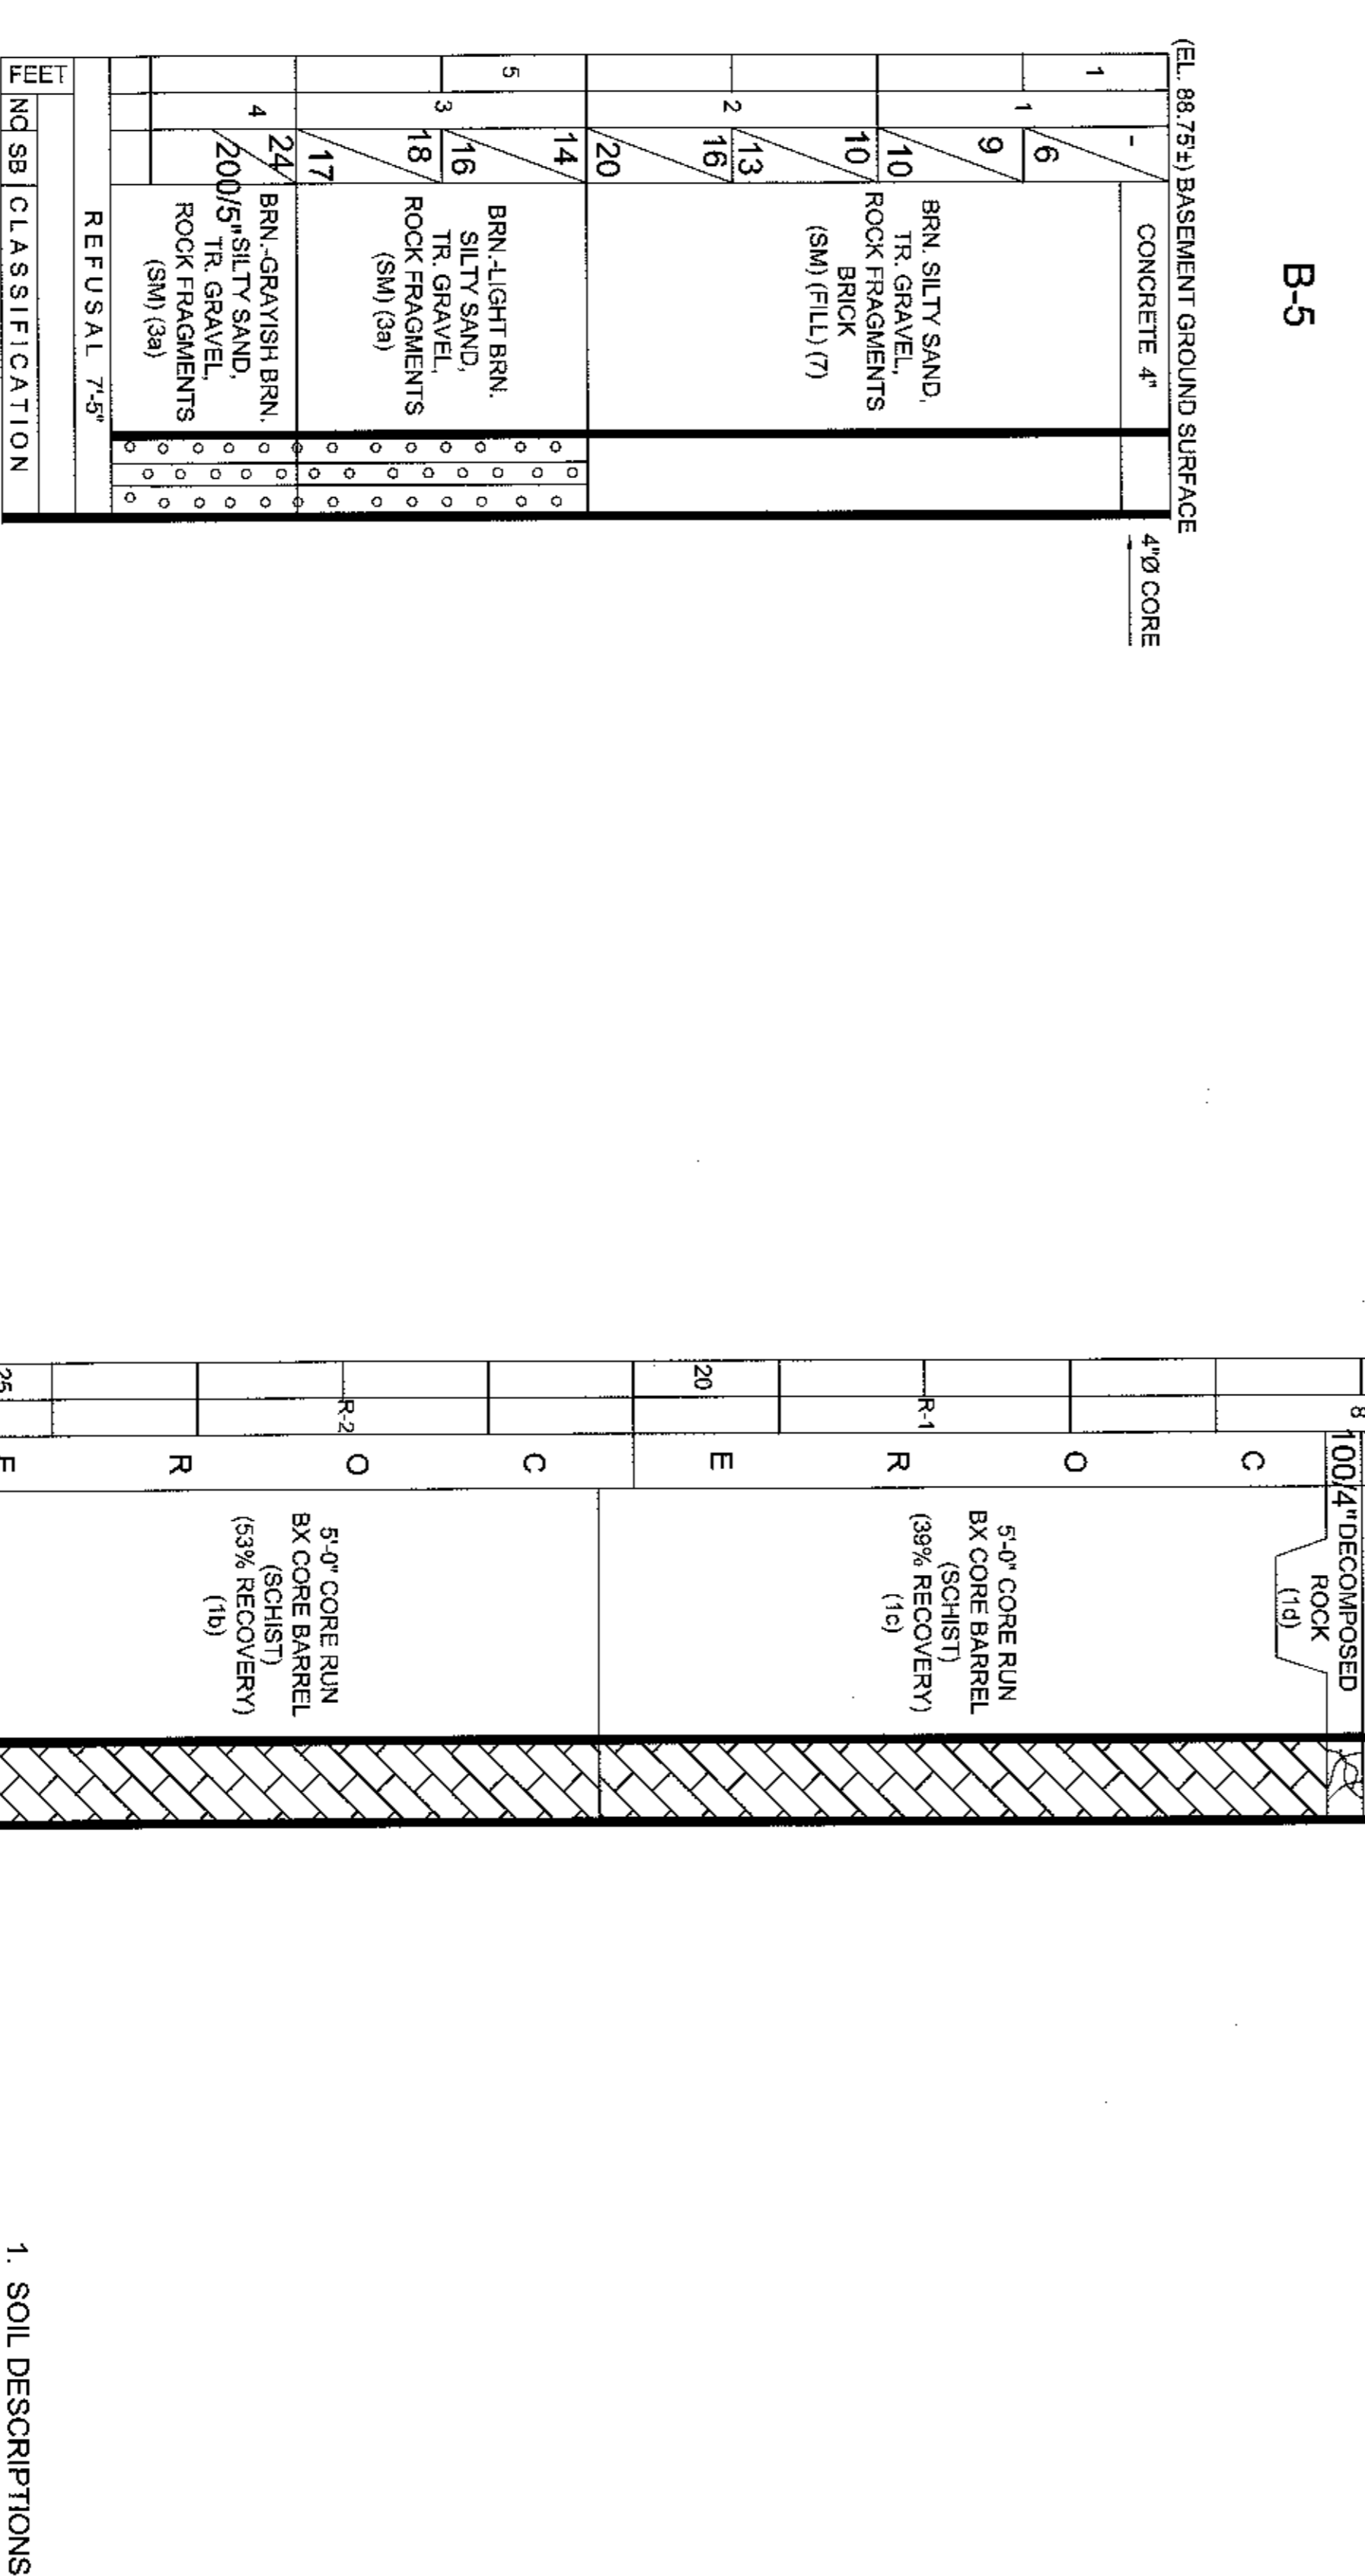 B-5
(EL. 88.75'±) BASEMENT GROUND SURFACE
4"Ø CORE
1
1
-
CONCRETE 4"
6
9
10
BRN. SILTY SAND,
TR. GRAVEL,
ROCK FRAGMENTS
BRICK
(SM) (FILL) (7)
10
2
13
16
20
5
3
14
16
18
17
BRN.-LIGHT BRN.
SILTY SAND,
TR. GRAVEL,
ROCK FRAGMENTS
(SM) (3a)
4
24
200/5"
BRN.-GRAYISH BRN.
SILTY SAND,
TR. GRAVEL,
ROCK FRAGMENTS
(SM) (3a)
REFUSAL 7'-5"
FEET
NO SB CLASSIFICATION
8
100/4"
DECOMPOSED
ROCK
(1d)
C
O
R
E
R-1
20
5'-0" CORE RUN
BX CORE BARREL
(SCHIST)
(39% RECOVERY)
(1c)
C
O
R
E
R-2
25
5'-0" CORE RUN
BX CORE BARREL
(SCHIST)
(53% RECOVERY)
(1b)
1. SOIL DESCRIPTIONS